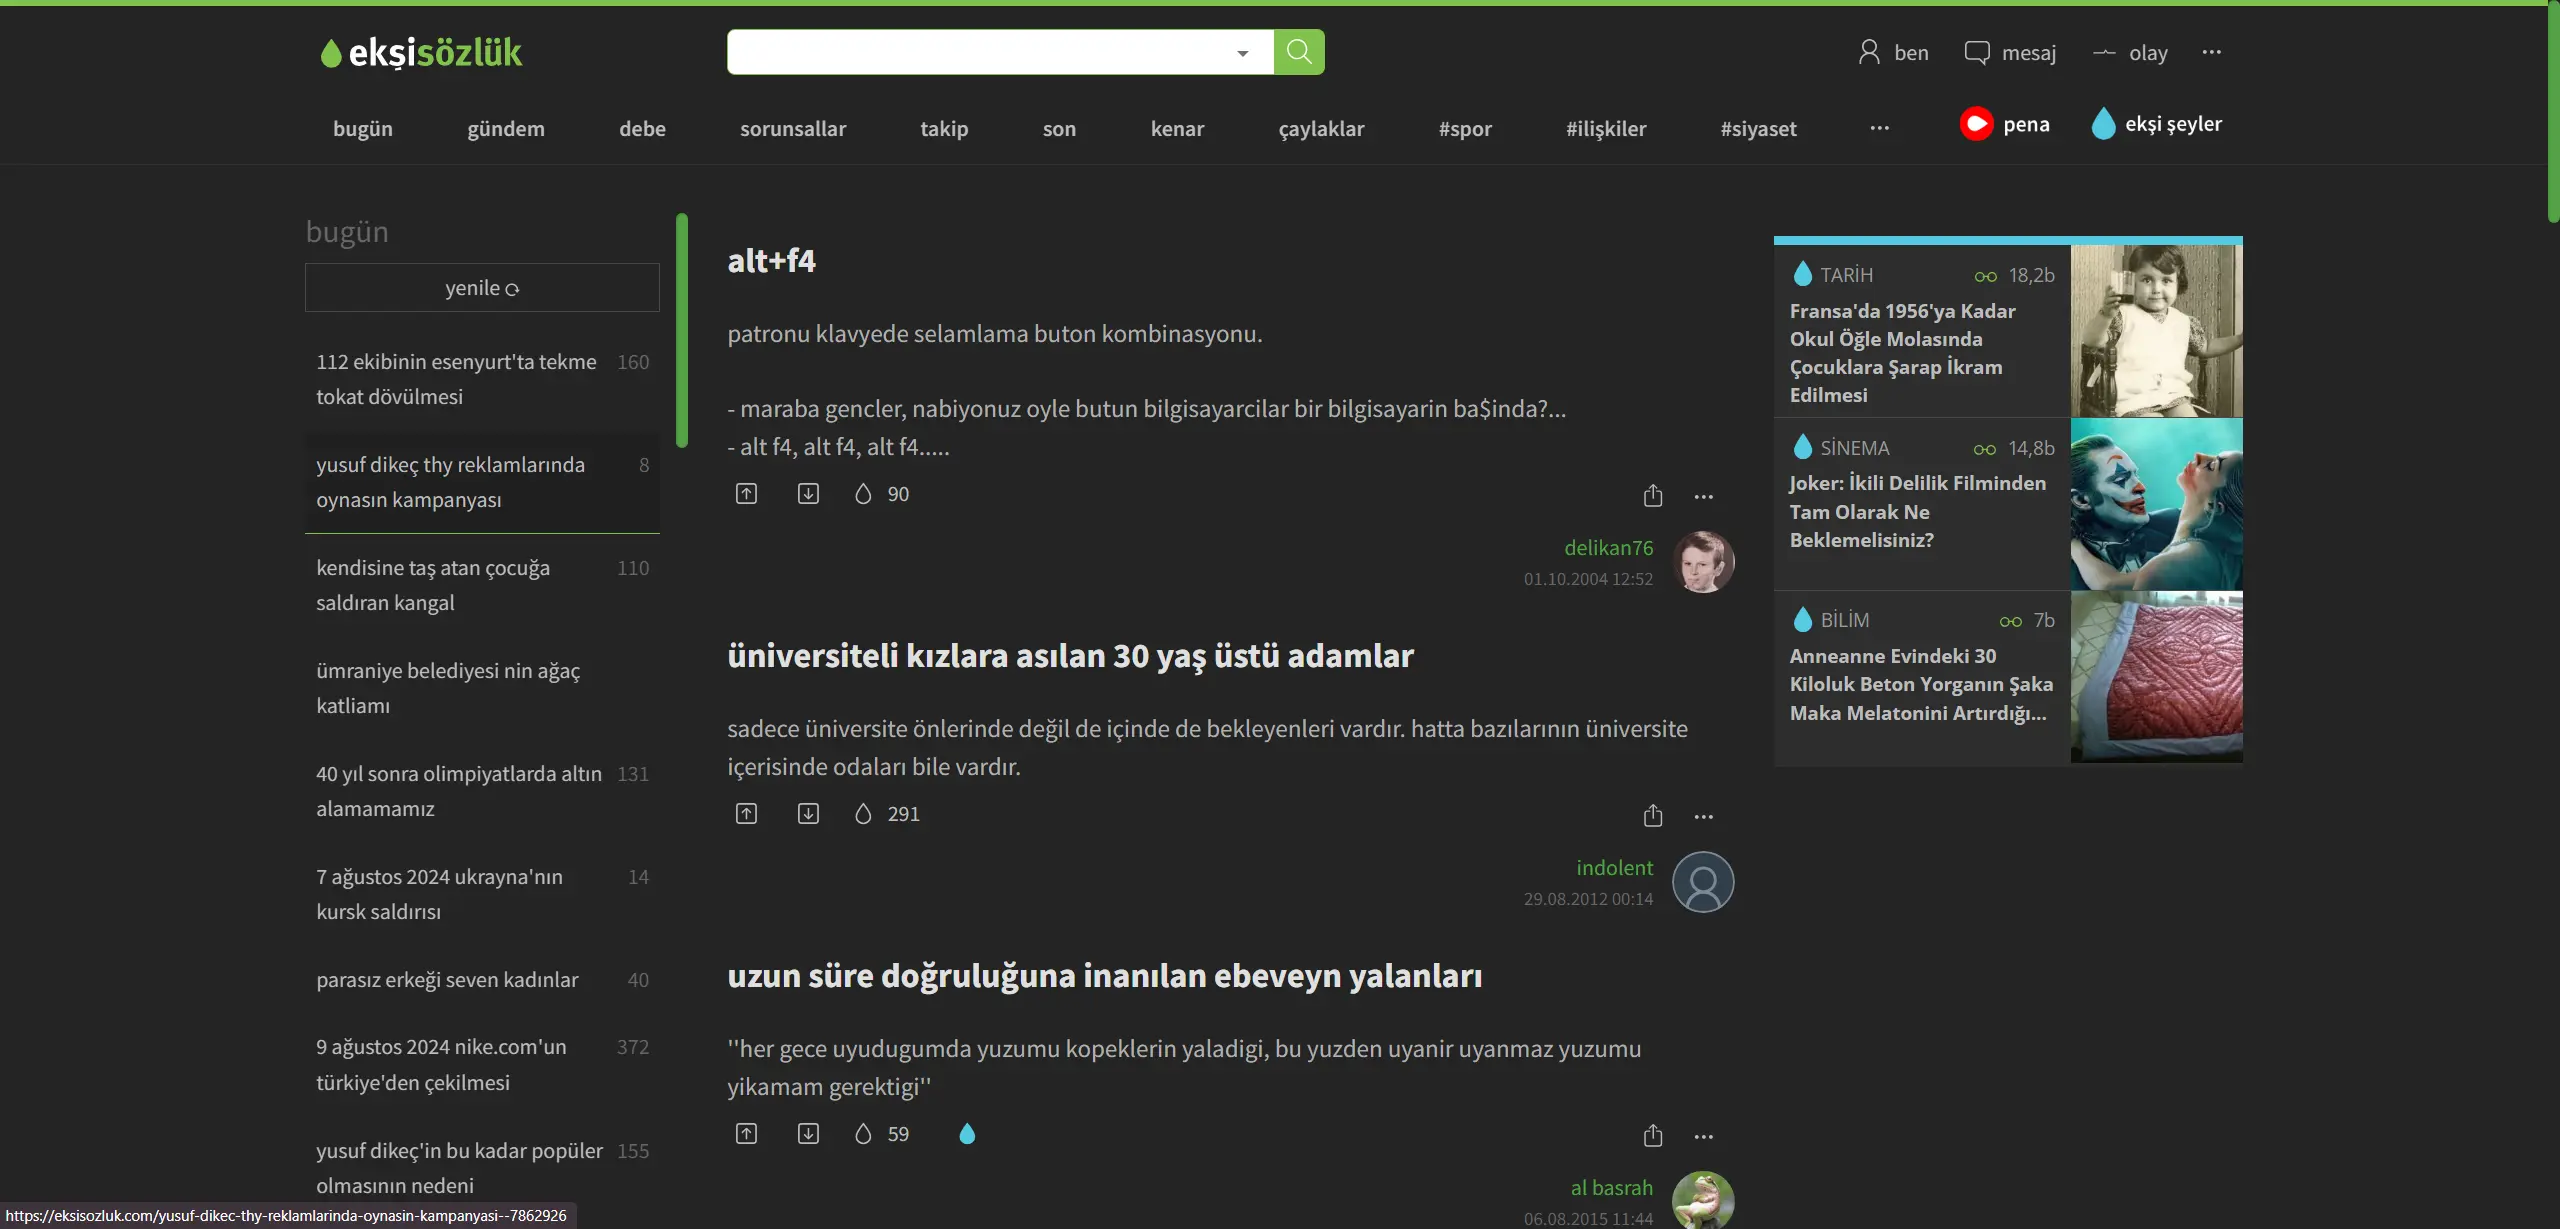 ekşisözlük
ben
mesaj
olay
bugün
gündem
debe
sorunsallar
takip
son
kenar
çaylaklar
#spor
#ilişkiler
#siyaset
pena
ekşi şeyler
bugün
yenile
112 ekibinin esenyurt'ta tekme 160
tokat dövülmesi
yusuf dikeç thy reklamlarında 8
oynasın kampanyası
kendisine taş atan çocuğa 110
saldıran kangal
ümraniye belediyesi nin ağaç
katliamı
40 yıl sonra olimpiyatlarda altın 131
alamamamız
7 ağustos 2024 ukrayna'nın 14
kursk saldırısı
parasız erkeği seven kadınlar 40
9 ağustos 2024 nike.com'un 372
türkiye'den çekilmesi
yusuf dikeç'in bu kadar popüler 155
olmasının nedeni
alt+f4
patronu klavyede selamlama buton kombinasyonu.
- maraba gencler, nabiyonuz oyle butun bilgisayarcilar bir bilgisayarin ba$inda?...
- alt f4, alt f4, alt f4.....
90
delikan76
01.10.2004 12:52
üniversiteli kızlara asılan 30 yaş üstü adamlar
sadece üniversite önlerinde değil de içinde de bekleyenleri vardır. hatta bazılarının üniversite
içerisinde odaları bile vardır.
291
indolent
29.08.2012 00:14
uzun süre doğruluğuna inanılan ebeveyn yalanları
''her gece uyudugumda yuzumu kopeklerin yaladigi, bu yuzden uyanir uyanmaz yuzumu
yikamam gerektigi''
59
al basrah
06.08.2015 11:44
TARİH 18,2b
Fransa'da 1956'ya Kadar
Okul Öğle Molasında
Çocuklara Şarap İkram
Edilmesi
SİNEMA 14,8b
Joker: İkili Delilik Filminden
Tam Olarak Ne
Beklemelisiniz?
BİLİM 7b
Anneanne Evindeki 30
Kiloluk Beton Yorganın Şaka
Maka Melatonini Artırdığı...
https://eksisozluk.com/yusuf-dikec-thy-reklamlarinda-oynasin-kampanyasi--7862926